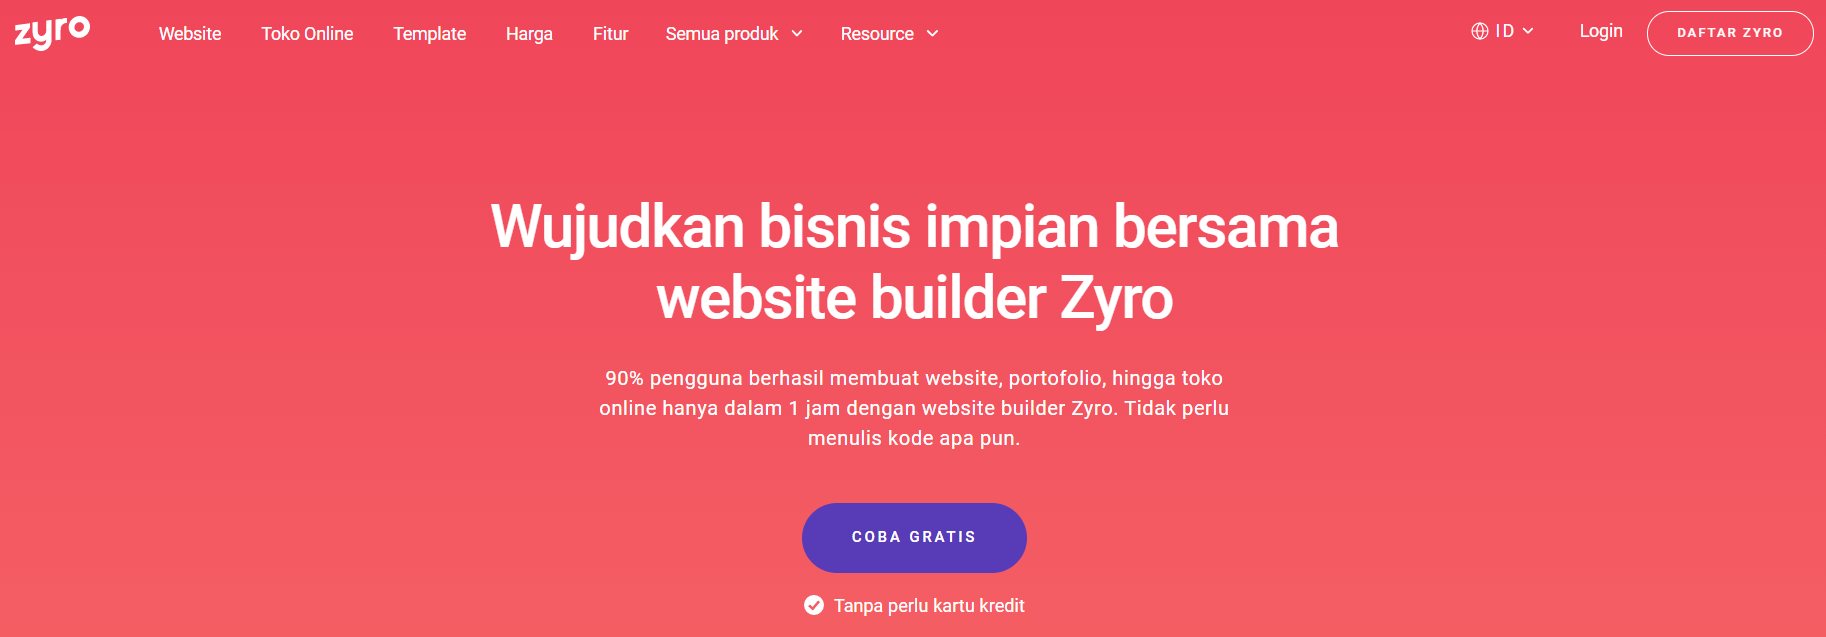 zyro
Website Toko Online Template Harga Fitur Semua produk Resource
ID Login DAFTAR ZYRO
Wujudkan bisnis impian bersama
website builder Zyro
90% pengguna berhasil membuat website, portofolio, hingga toko
online hanya dalam 1 jam dengan website builder Zyro. Tidak perlu
menulis kode apa pun.
COBA GRATIS
Tanpa perlu kartu kredit